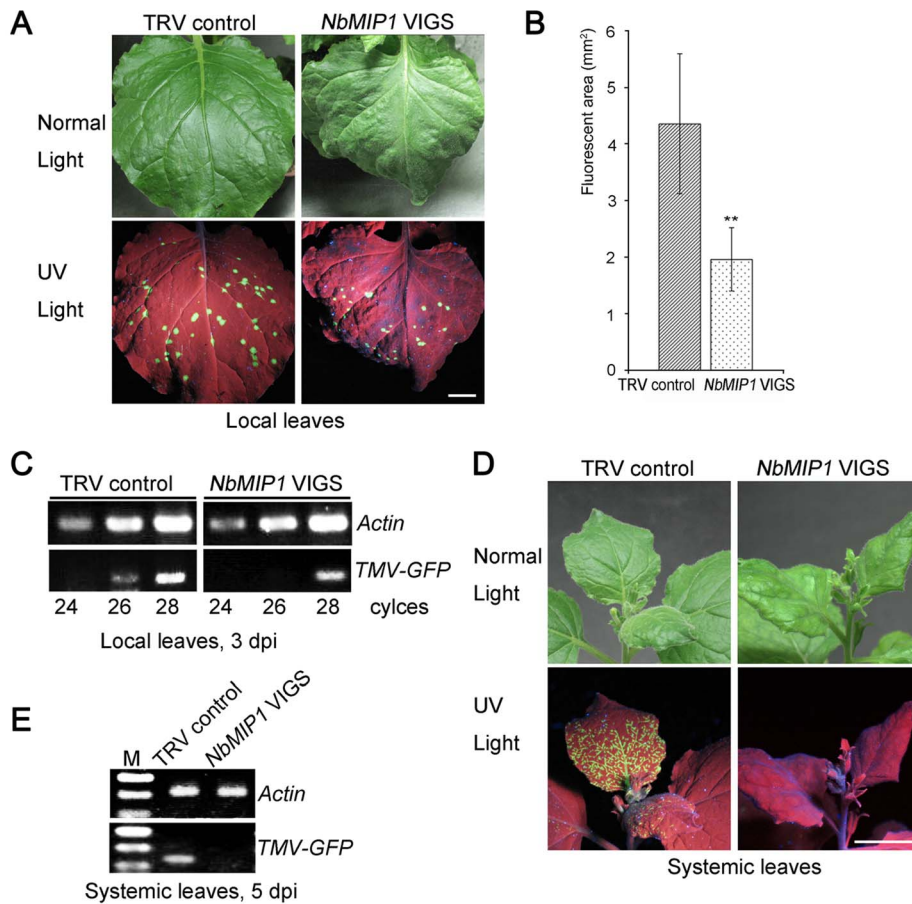 A
TRV control
NbMIP1 VIGS
Normal
Light
UV
Light
Local leaves
B
Fluorescent area (mm²)
6
5
4
3
2
1
0
**
TRV control
NbMIP1 VIGS
C
TRV control
NbMIP1 VIGS
Actin
TMV-GFP
24 26 28 24 26 28 cylces
Local leaves, 3 dpi
D
TRV control
NbMIP1 VIGS
Normal
Light
UV
Light
Systemic leaves
E
M
TRV control
NbMIP1 VIGS
Actin
TMV-GFP
Systemic leaves, 5 dpi